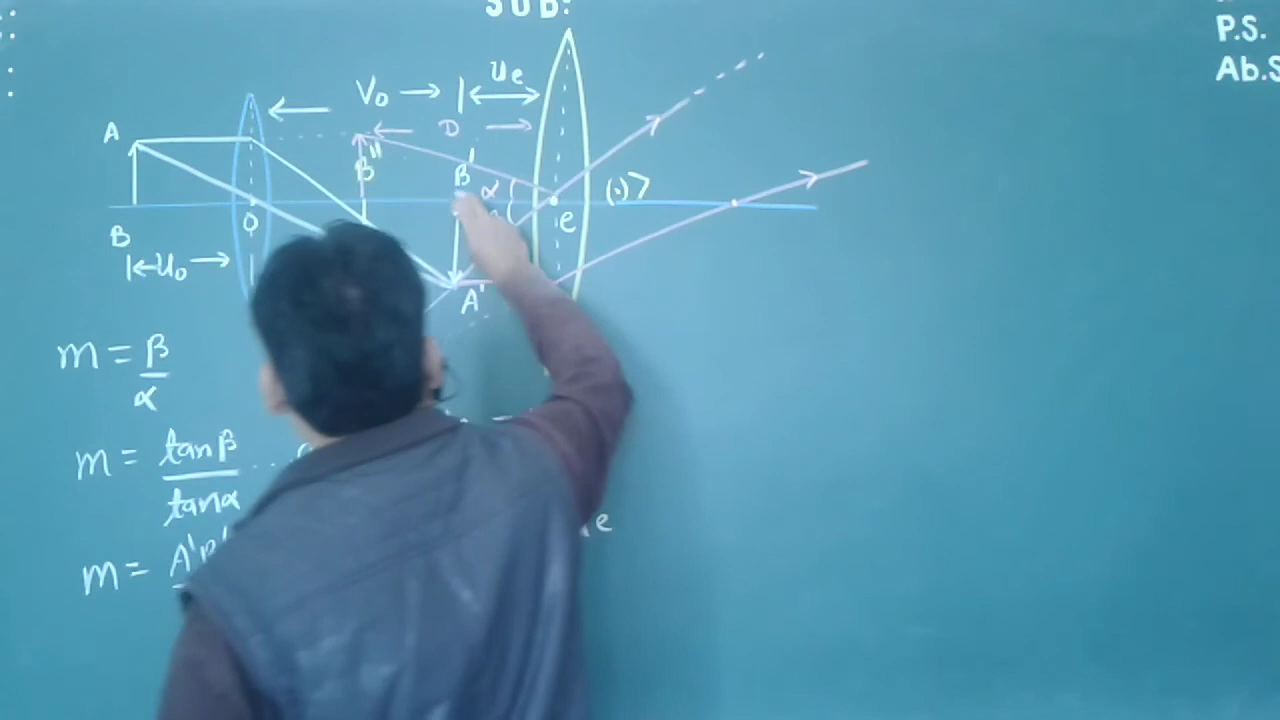 SUB:
P.S.
Ab.S
V₀ Uₑ
D
A
B" B' α
O e
B
U₀ A'
m = β/α
m = tanβ/tanα ...
m = A'B'
e